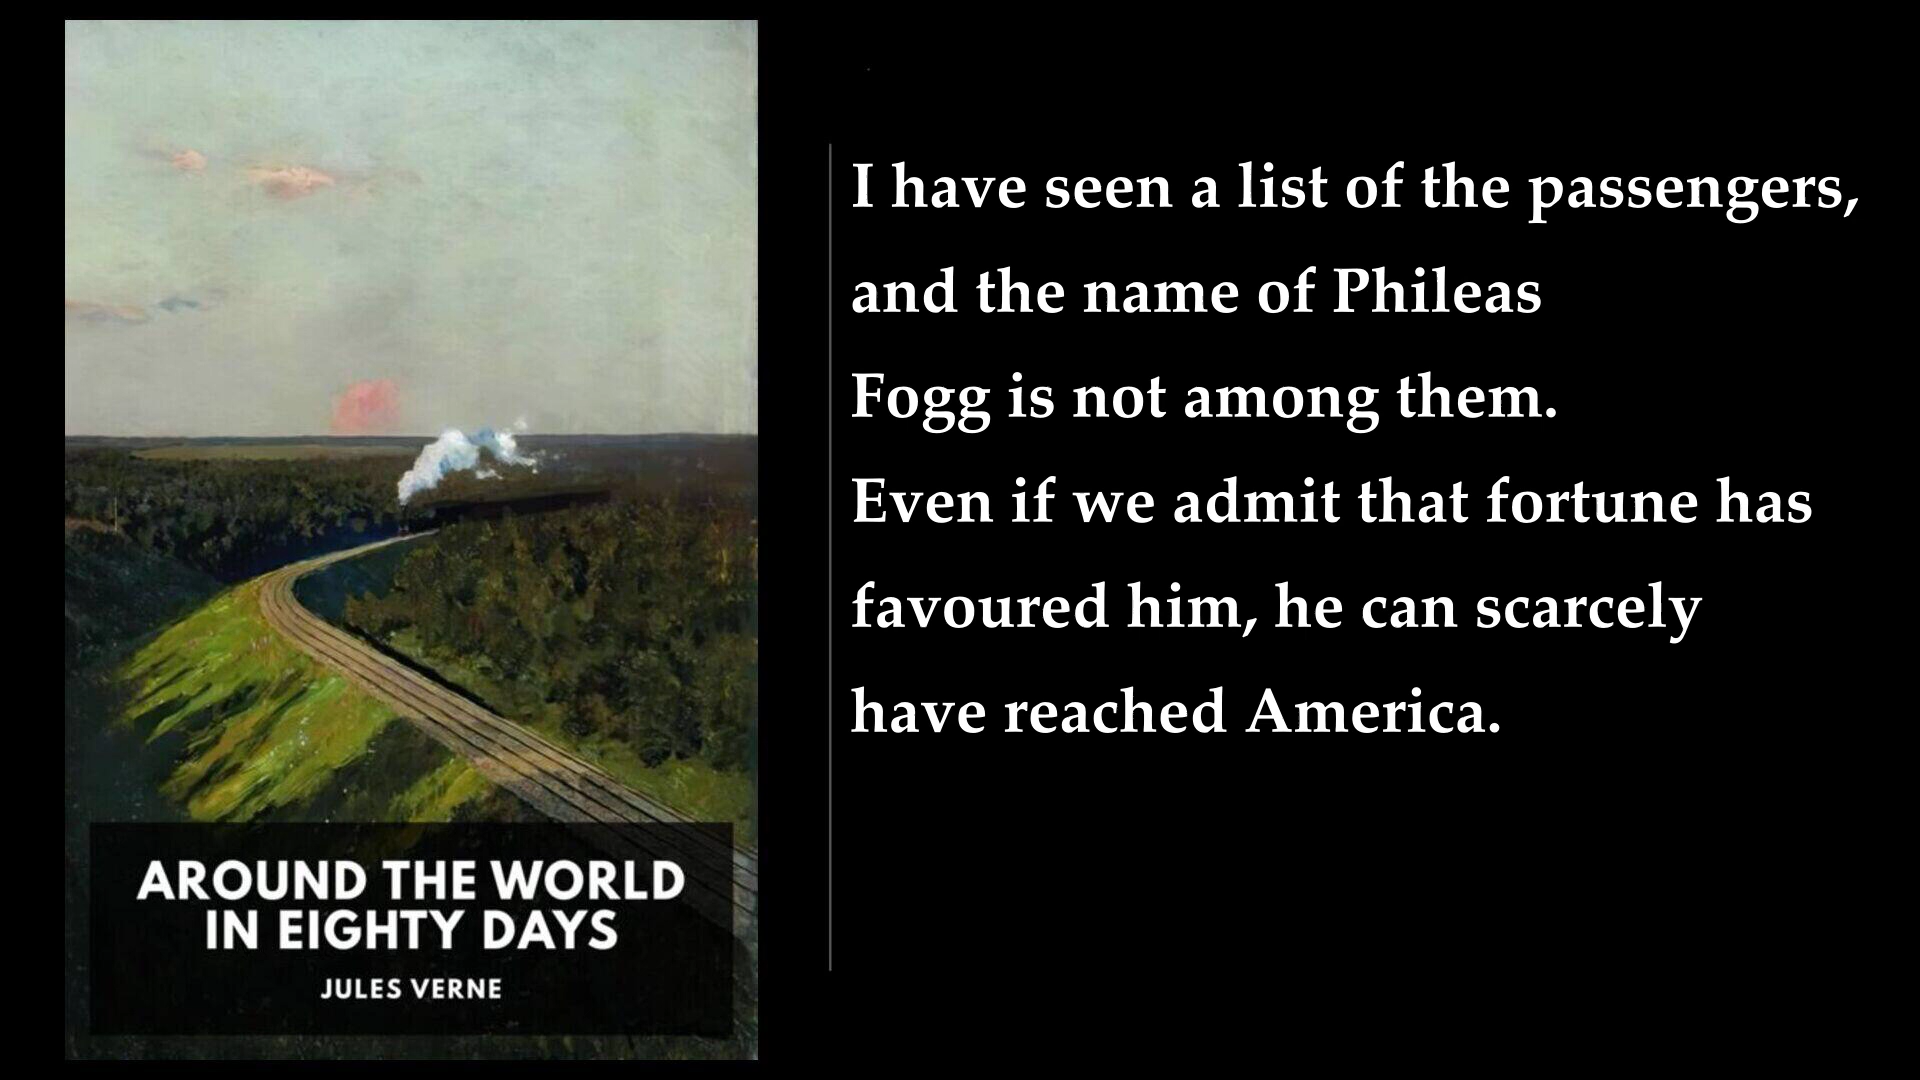 I have seen a list of the passengers,
and the name of Phileas
Fogg is not among them.
Even if we admit that fortune has
favoured him, he can scarcely
have reached America.
AROUND THE WORLD
IN EIGHTY DAYS
JULES VERNE